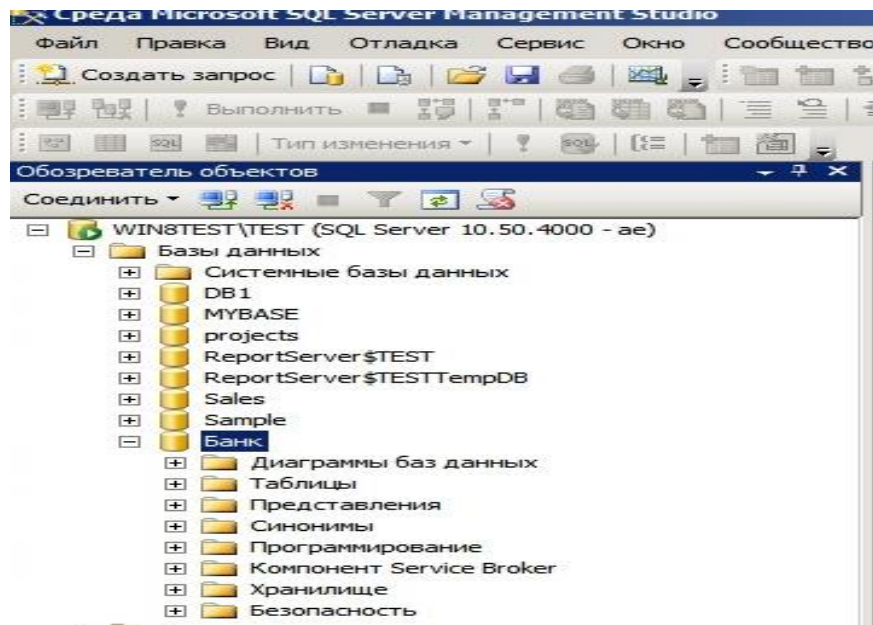 Среда Microsoft SQL Server Management Studio
Файл Правка Вид Отладка Сервис Окно Сообщество
Создать запрос
Выполнить
SQL Тип изменения SQL
Обозреватель объектов
Соединить
WIN8TEST\TEST (SQL Server 10.50.4000 - ae)
Базы данных
Системные базы данных
DB1
MYBASE
projects
ReportServer$TEST
ReportServer$TESTTempDB
Sales
Sample
Банк
Диаграммы баз данных
Таблицы
Представления
Синонимы
Программирование
Компонент Service Broker
Хранилище
Безопасность